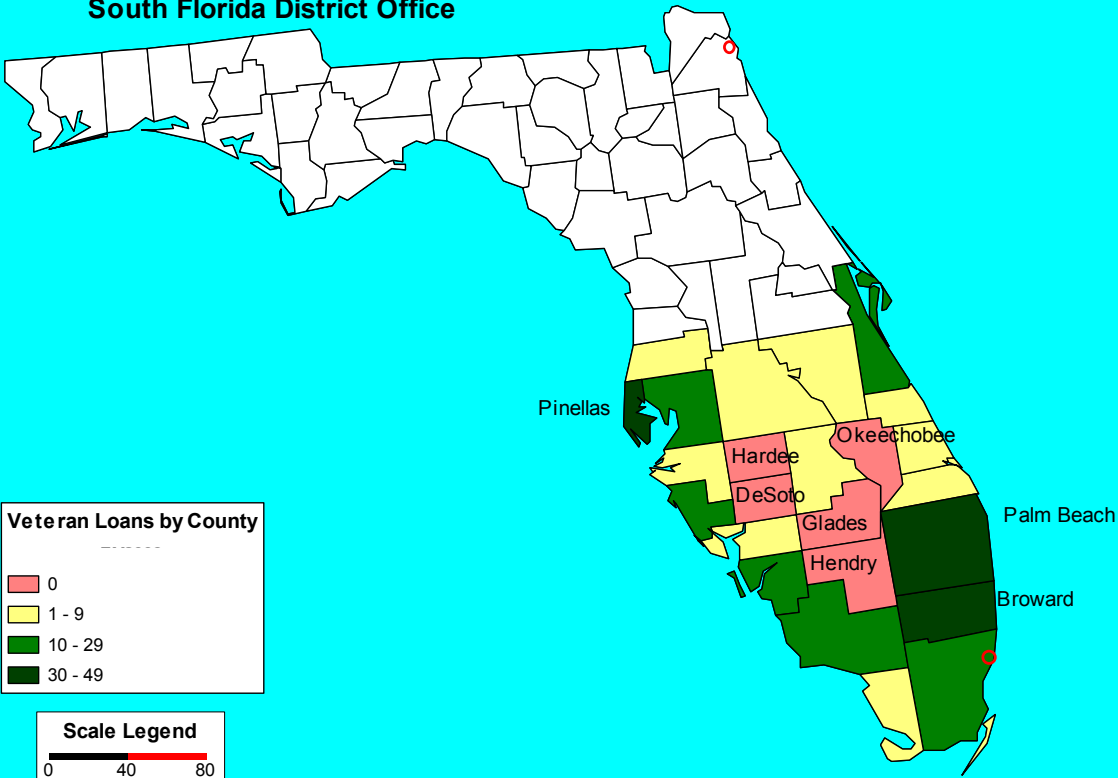 South Florida District Office
Pinellas
Okeechobee
Hardee
DeSoto
Palm Beach
Glades
Hendry
Broward
Veteran Loans by County
0
1 - 9
10 - 29
30 - 49
Scale Legend
0 40 80